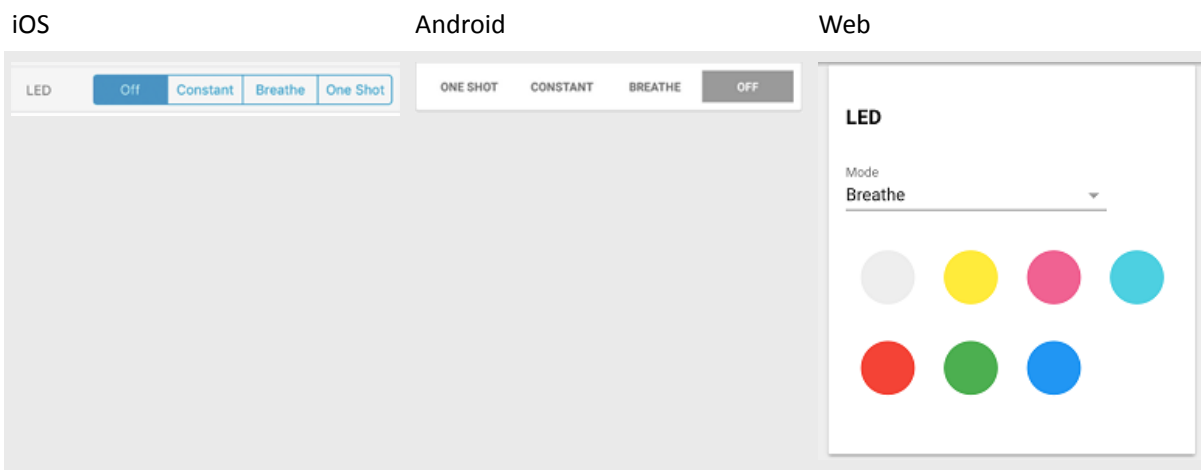 iOS
Android
Web
LED Off Constant Breathe One Shot
ONE SHOT CONSTANT BREATHE OFF
LED
Mode
Breathe